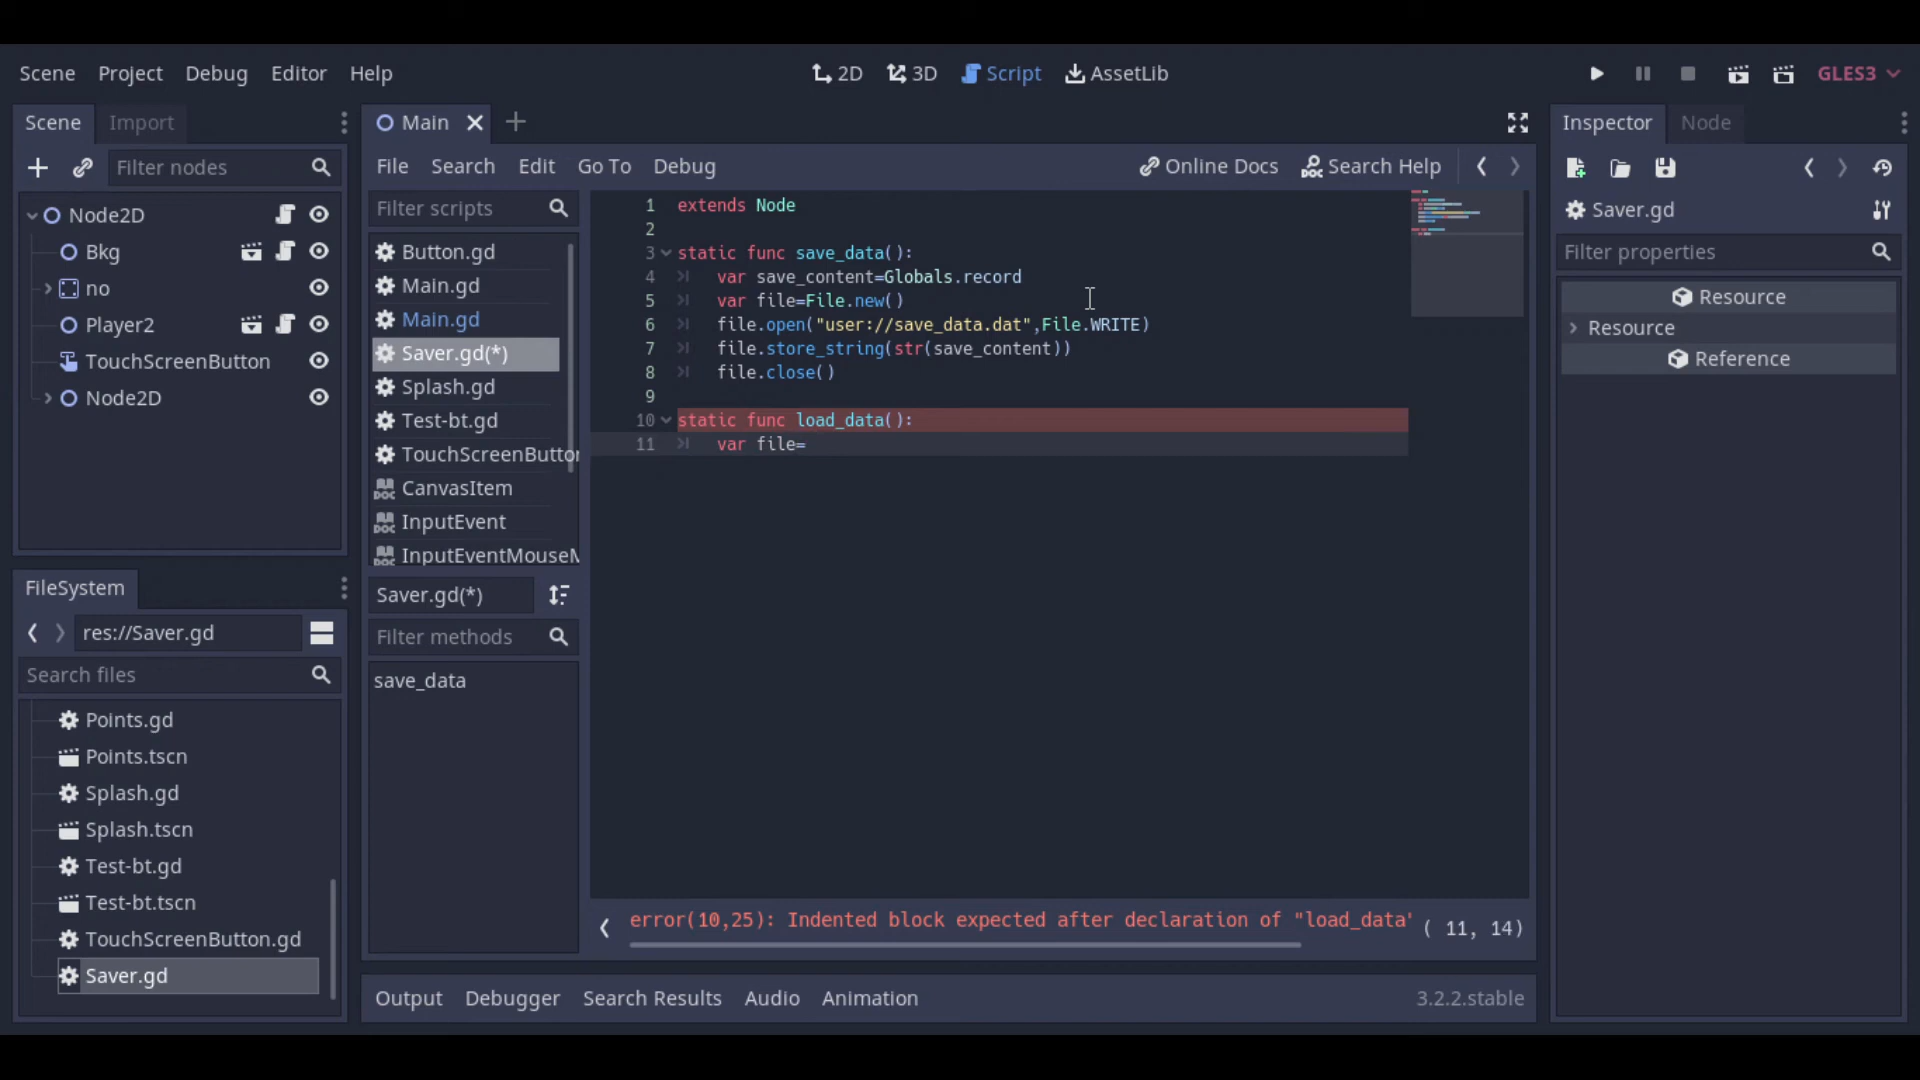 Scene Project Debug Editor Help
2D 3D Script AssetLib
GLES3
Scene Import
Filter nodes
Node2D
Bkg
no
Player2
TouchScreenButton
Node2D
FileSystem
res://Saver.gd
Search files
Points.gd
Points.tscn
Splash.gd
Splash.tscn
Test-bt.gd
Test-bt.tscn
TouchScreenButton.gd
Saver.gd
Main
File Search Edit Go To Debug
Online Docs Search Help
Filter scripts
Button.gd
Main.gd
Main.gd
Saver.gd(*)
Splash.gd
Test-bt.gd
TouchScreenButton
CanvasItem
InputEvent
InputEventMouseM
DOC
DOC
DOC
DOC
Saver.gd(*)
Filter methods
save_data
1 extends Node
2
3 static func save_data():
4 var save_content=Globals.record
5 var file=File.new()
6 file.open("user://save_data.dat",File.WRITE)
7 file.store_string(str(save_content))
8 file.close()
9
10 static func load_data():
11 var file=
error(10,25): Indented block expected after declaration of "load_data" ( 11, 14)
Output Debugger Search Results Audio Animation 3.2.2.stable
Inspector Node
Saver.gd
Filter properties
Resource
Resource
Reference